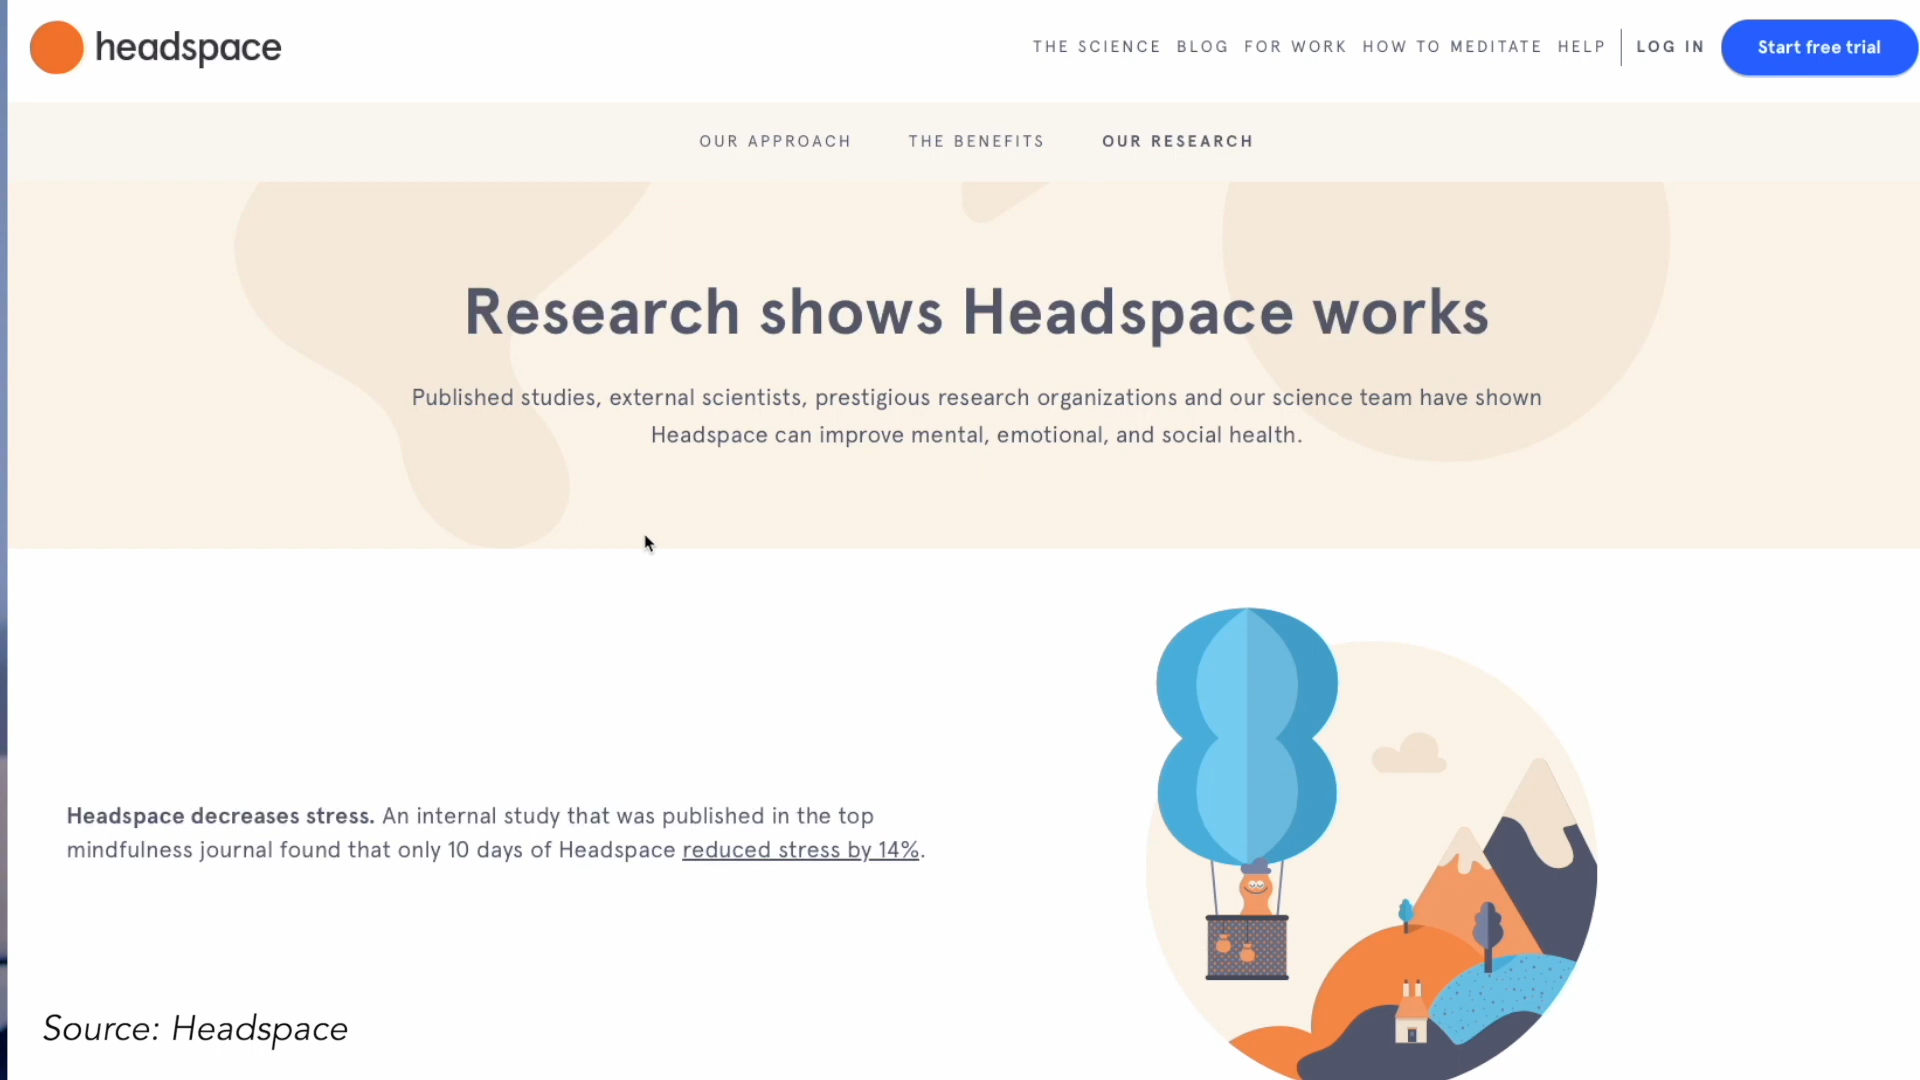 headspace
THE SCIENCE BLOG FOR WORK HOW TO MEDITATE HELP LOG IN Start free trial
OUR APPROACH THE BENEFITS OUR RESEARCH
Research shows Headspace works
Published studies, external scientists, prestigious research organizations and our science team have shown
Headspace can improve mental, emotional, and social health.
Headspace decreases stress. An internal study that was published in the top
mindfulness journal found that only 10 days of Headspace reduced stress by 14%.
Source: Headspace